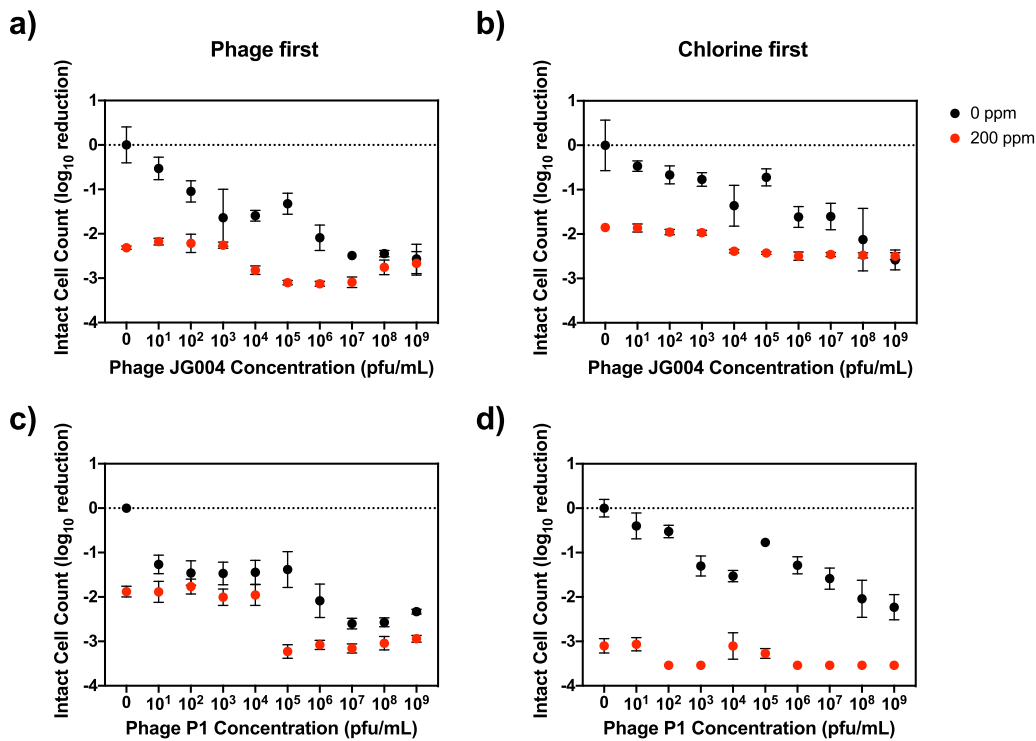 a)
Phage first
Intact Cell Count (log10 reduction)
1
0
-1
-2
-3
-4
0 10¹ 10² 10³ 10⁴ 10⁵ 10⁶ 10⁷ 10⁸ 10⁹
Phage JG004 Concentration (pfu/mL)
b)
Chlorine first
Intact Cell Count (log10 reduction)
1
0
-1
-2
-3
-4
0 10¹ 10² 10³ 10⁴ 10⁵ 10⁶ 10⁷ 10⁸ 10⁹
Phage JG004 Concentration (pfu/mL)
0 ppm
200 ppm
c)
Intact Cell Count (log10 reduction)
1
0
-1
-2
-3
-4
0 10¹ 10² 10³ 10⁴ 10⁵ 10⁶ 10⁷ 10⁸ 10⁹
Phage P1 Concentration (pfu/mL)
d)
Intact Cell Count (log10 reduction)
1
0
-1
-2
-3
-4
0 10¹ 10² 10³ 10⁴ 10⁵ 10⁶ 10⁷ 10⁸ 10⁹
Phage P1 Concentration (pfu/mL)